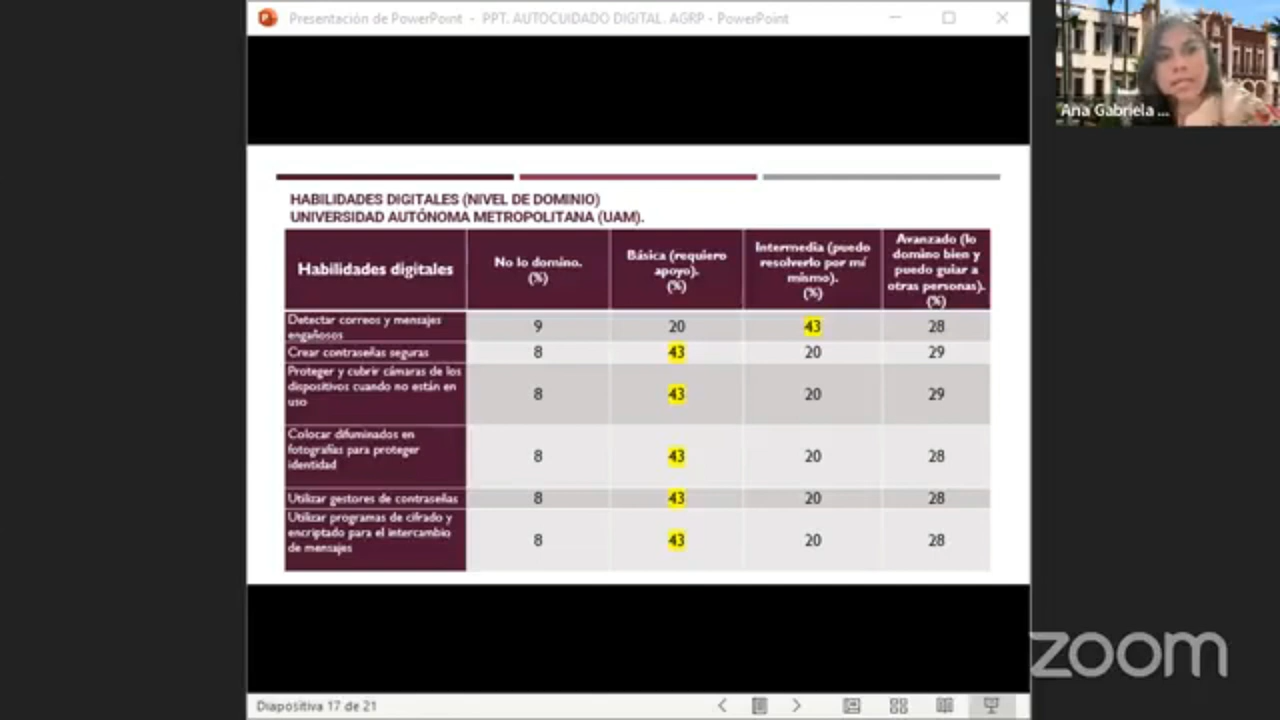 Presentación de PowerPoint - PPT. AUTOCUIDADO DIGITAL. AGRP - PowerPoint
Ana Gabriela ...
HABILIDADES DIGITALES (NIVEL DE DOMINIO)
UNIVERSIDAD AUTÓNOMA METROPOLITANA (UAM).
Habilidades digitales
No lo domino.
(%)
Básica (requiero
apoyo).
(%)
Intermedia (puedo
resolverlo por mí
mismo).
(%)
Avanzado (lo
domino bien y
puedo guiar a
otras personas).
(%)
Detectar correos y mensajes
engañosos
9 20 43 28
Crear contraseñas seguras 8 43 20 29
Proteger y cubrir cámaras de los
dispositivos cuando no están en
uso
8 43 20 29
Colocar difuminados en
fotografías para proteger
identidad
8 43 20 28
Utilizar gestores de contraseñas 8 43 20 28
Utilizar programas de cifrado y
encriptado para el intercambio
de mensajes
8 43 20 28
zoom
Diapositiva 17 de 21